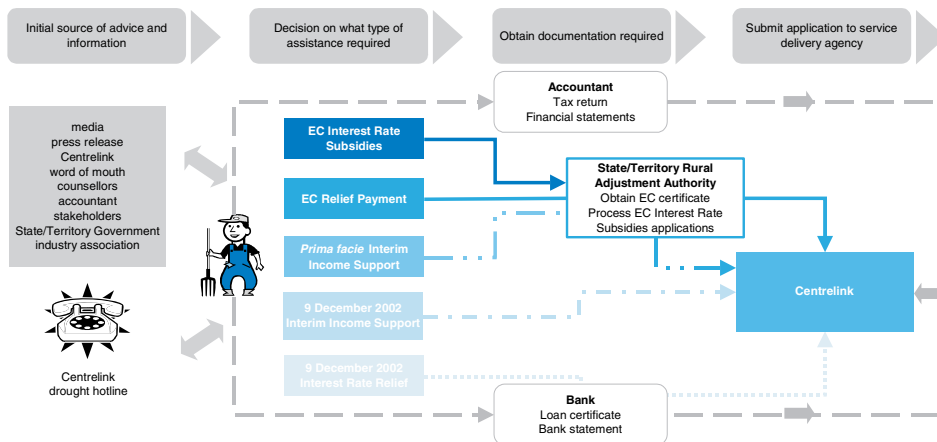 Initial source of advice and
information
Decision on what type of
assistance required
Obtain documentation required
Submit application to service
delivery agency
media
press release
Centrelink
word of mouth
counsellors
accountant
stakeholders
State/Territory Government
industry association
Centrelink
drought hotline
EC Interest Rate
Subsidies
EC Relief Payment
Prima facie Interim
Income Support
9 December 2002
Interim Income Support
9 December 2002
Interest Rate Relief
Accountant
Tax return
Financial statements
State/Territory Rural
Adjustment Authority
Obtain EC certificate
Process EC Interest Rate
Subsidies applications
Bank
Loan certificate
Bank statement
Centrelink